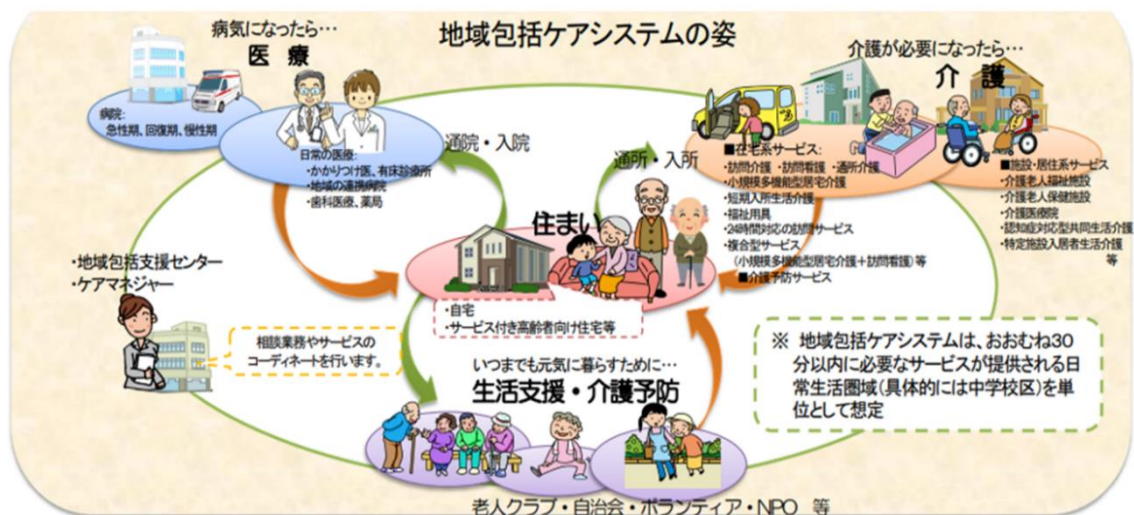 地域包括ケアシステムの姿
病気になったら…
医 療
病院:
急性期、回復期、慢性期
日常の医療:
・かかりつけ医、有床診療所
・地域の連携病院
・歯科医療、薬局
通院・入院
通所・入所
介護が必要になったら…
介 護
■在宅系サービス:
・訪問介護 ・訪問看護 ・通所介護
・小規模多機能型居宅介護
・短期入所生活介護
・福祉用具
・24時間対応の訪問サービス
・複合型サービス
(小規模多機能型居宅介護+訪問看護)等
■介護予防サービス
■施設・居住系サービス
・介護老人福祉施設
・介護老人保健施設
・介護医療院
・認知症対応型共同生活介護
・特定施設入居者生活介護
等
住まい
・自宅
・サービス付き高齢者向け住宅等
・地域包括支援センター
・ケアマネジャー
相談業務やサービスの
コーディネートを行います。
いつまでも元気に暮らすために…
生活支援・介護予防
老人クラブ・自治会・ボランティア・NPO 等
※ 地域包括ケアシステムは、おおむね30
分以内に必要なサービスが提供される日
常生活圏域(具体的には中学校区)を単
位として想定